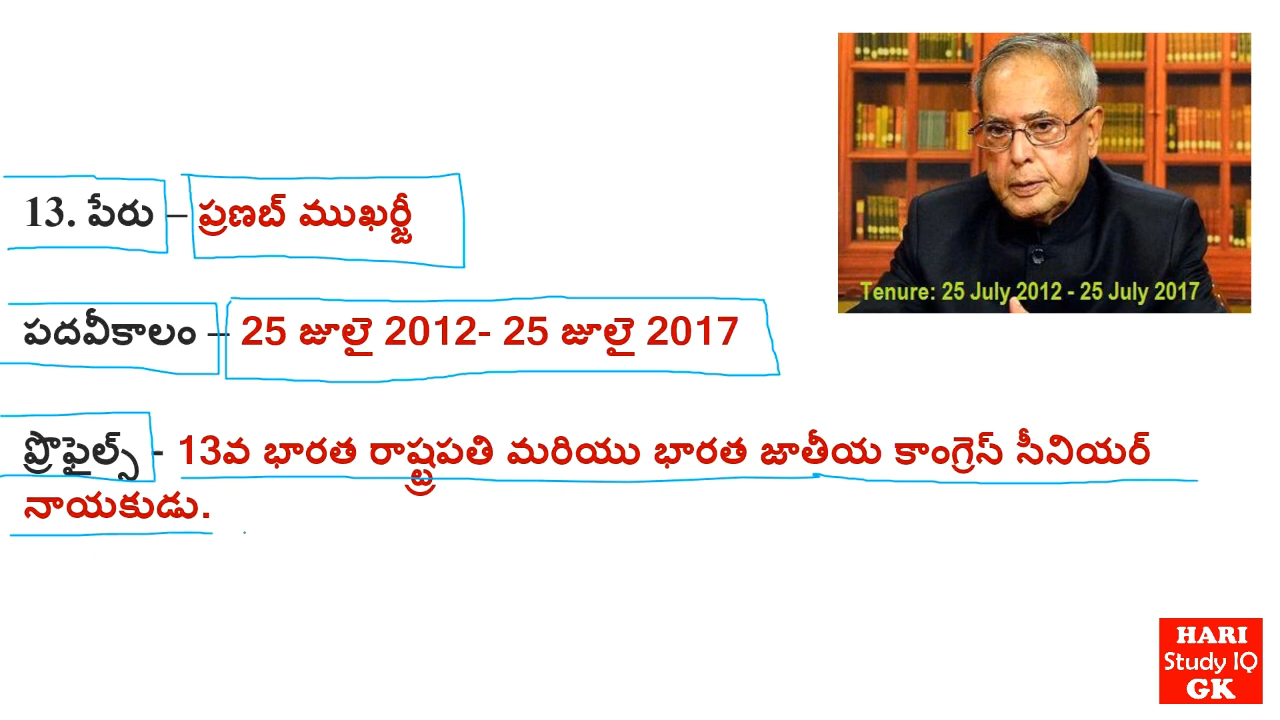 13. పేరు – ప్రణబ్ ముఖర్జీ
Tenure: 25 July 2012 - 25 July 2017
పదవీకాలం – 25 జూలై 2012- 25 జూలై 2017
ప్రొఫైల్స్ - 13వ భారత రాష్ట్రపతి మరియు భారత జాతీయ కాంగ్రెస్ సీనియర్
నాయకుడు.
HARI
Study IQ
GK